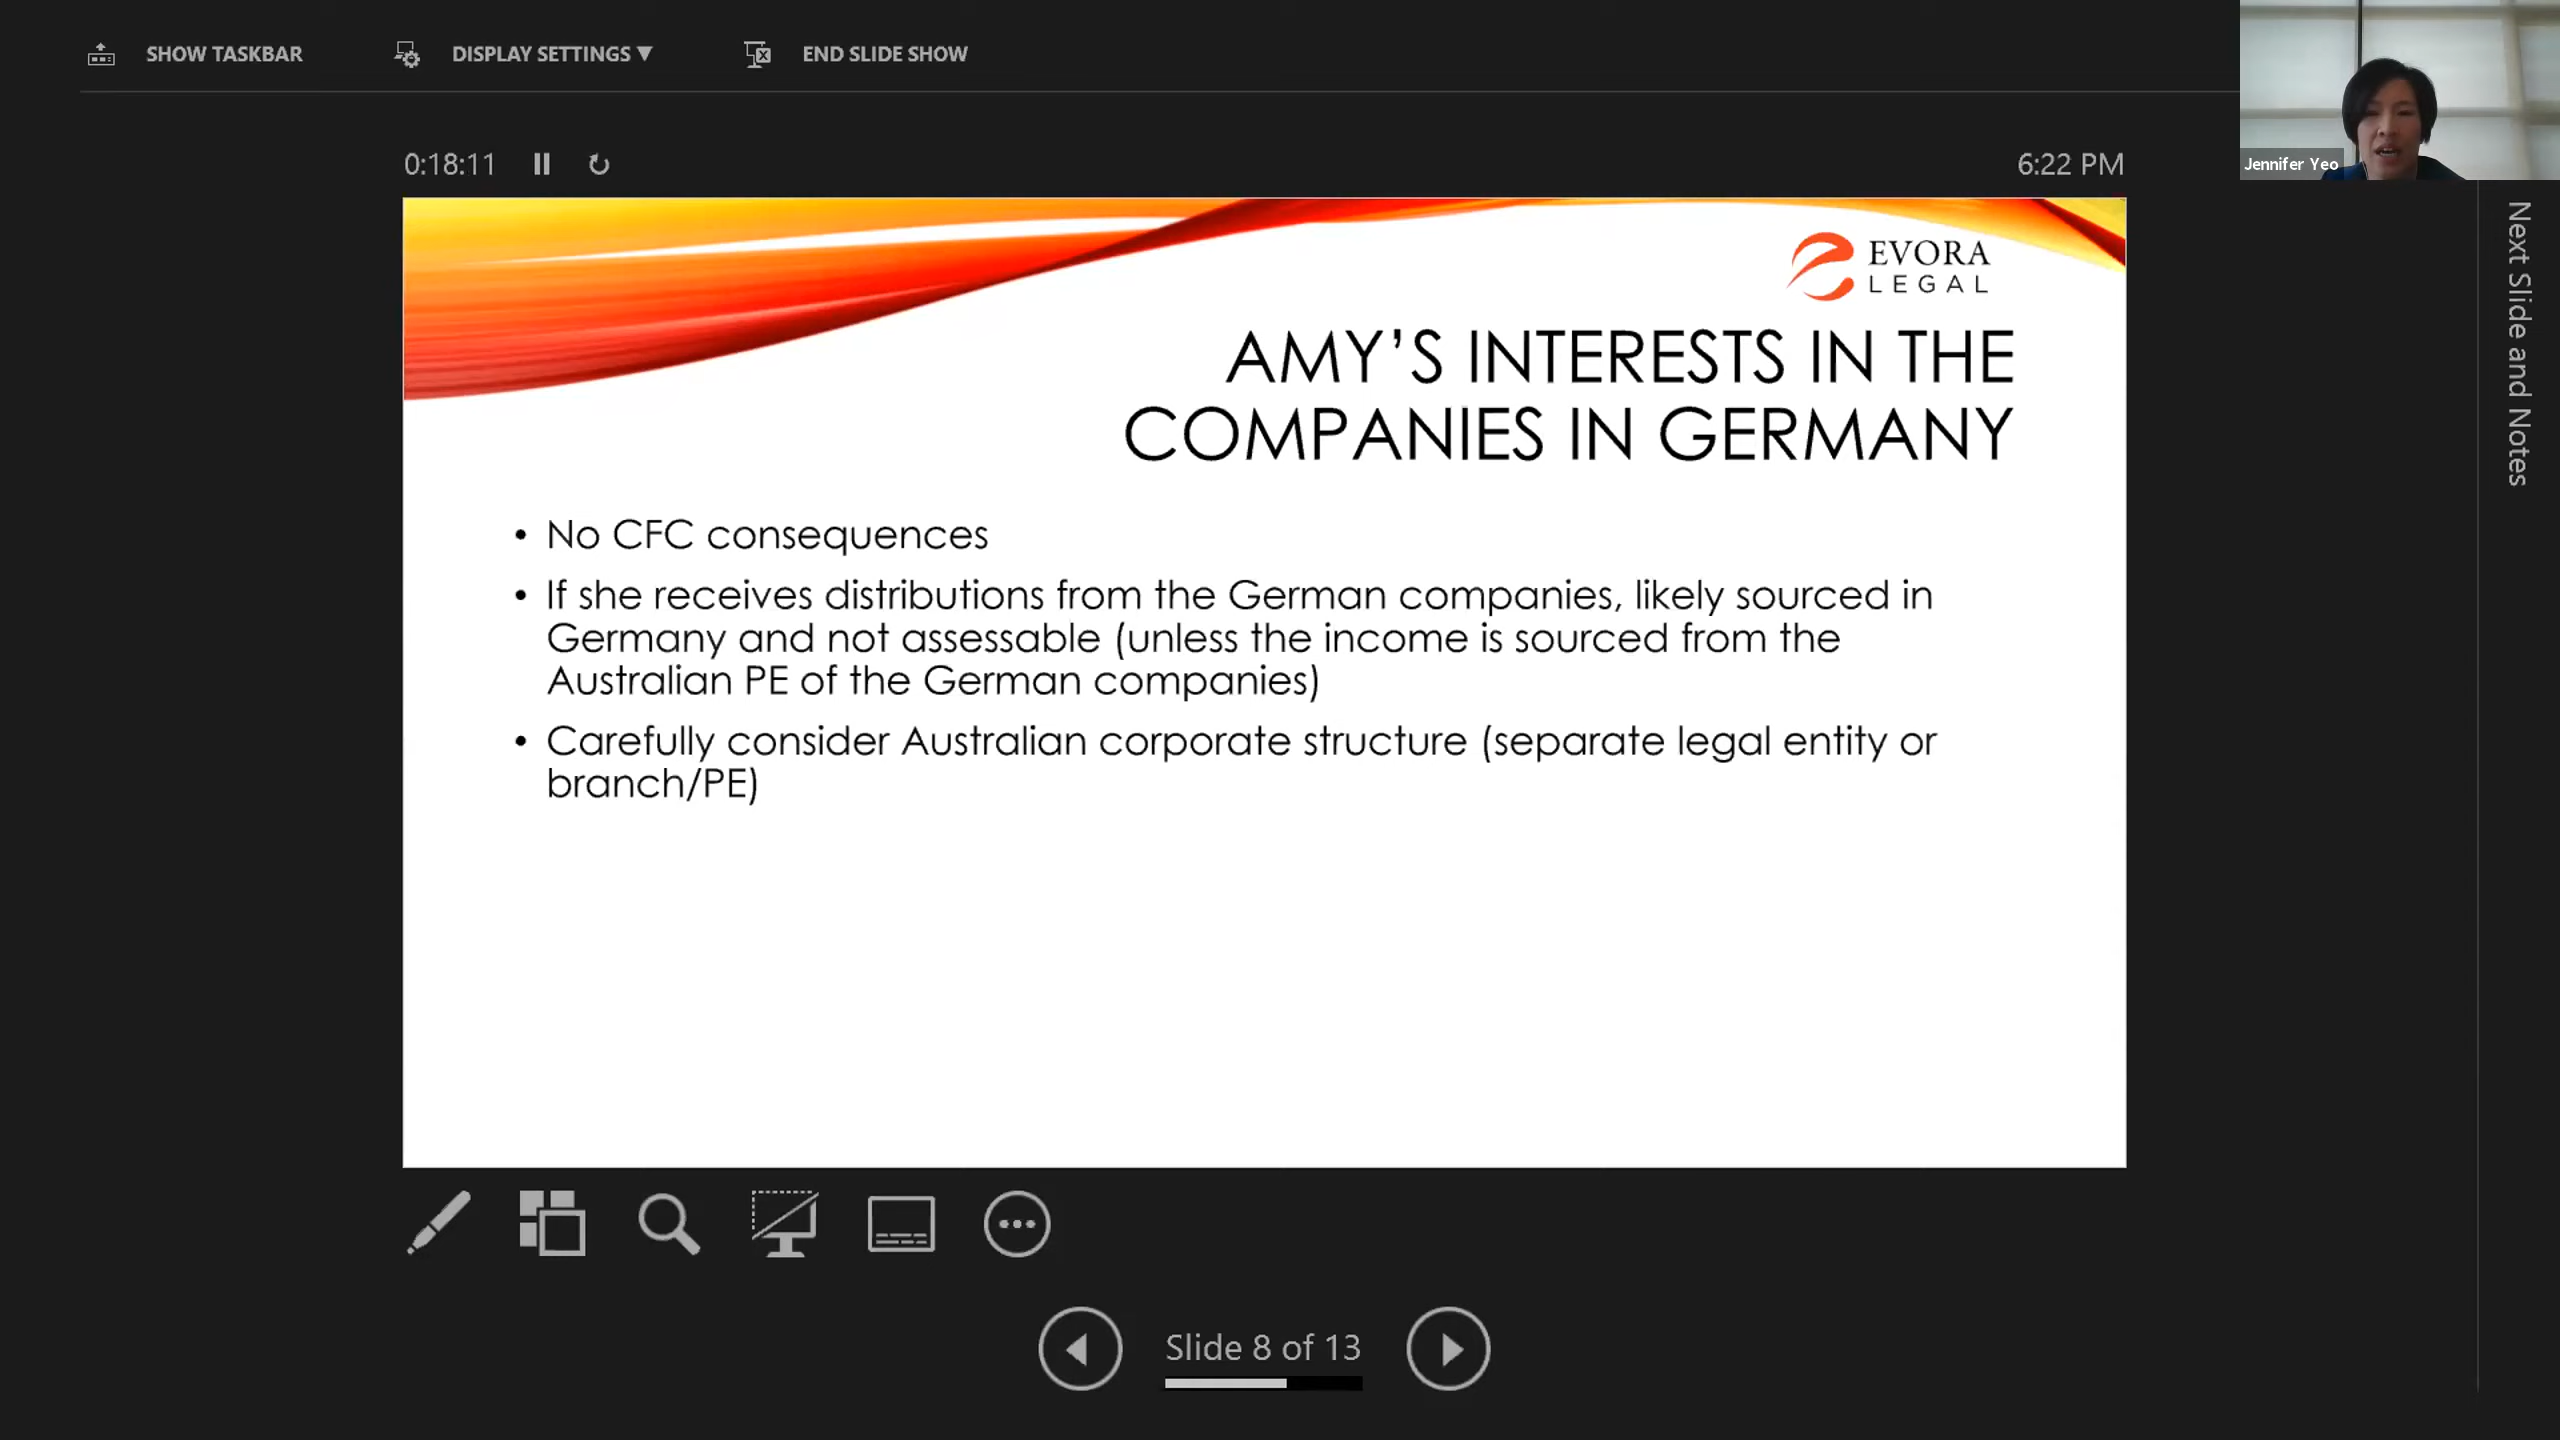 SHOW TASKBAR
DISPLAY SETTINGS ▼
END SLIDE SHOW
Jennifer Yeo
0:18:11
6:22 PM
Next Slide and Notes
EVORA
LEGAL
AMY’S INTERESTS IN THE
COMPANIES IN GERMANY
• No CFC consequences
• If she receives distributions from the German companies, likely sourced in
Germany and not assessable (unless the income is sourced from the
Australian PE of the German companies)
• Carefully consider Australian corporate structure (separate legal entity or
branch/PE)
Slide 8 of 13